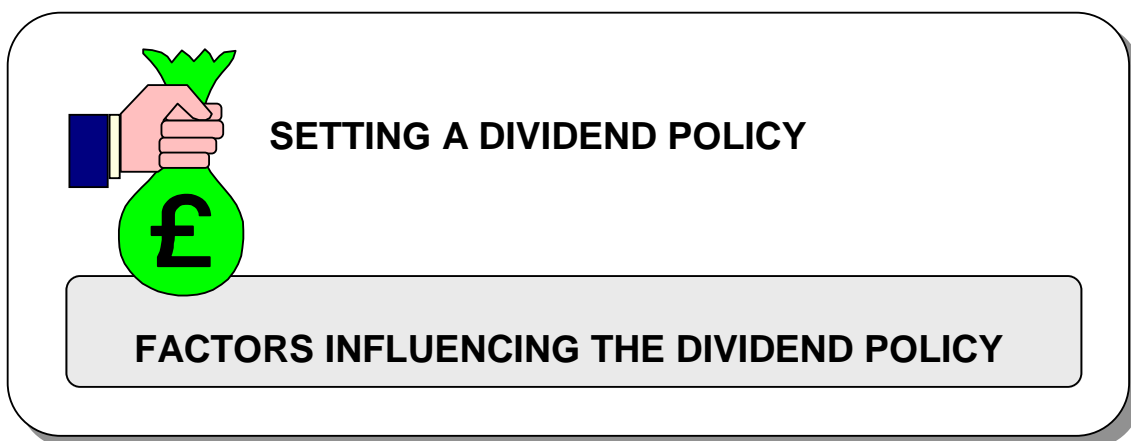 SETTING A DIVIDEND POLICY
£
FACTORS INFLUENCING THE DIVIDEND POLICY